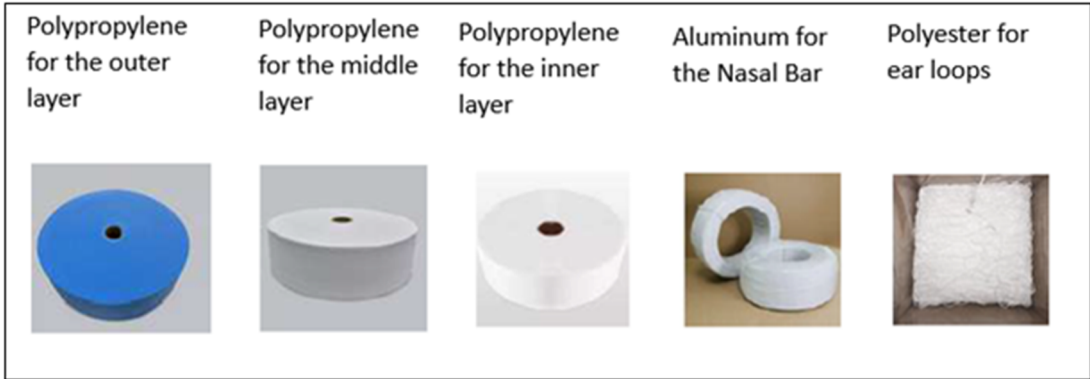 Polypropylene
for the outer
layer
Polypropylene
for the middle
layer
Polypropylene
for the inner
layer
Aluminum for
the Nasal Bar
Polyester for
ear loops